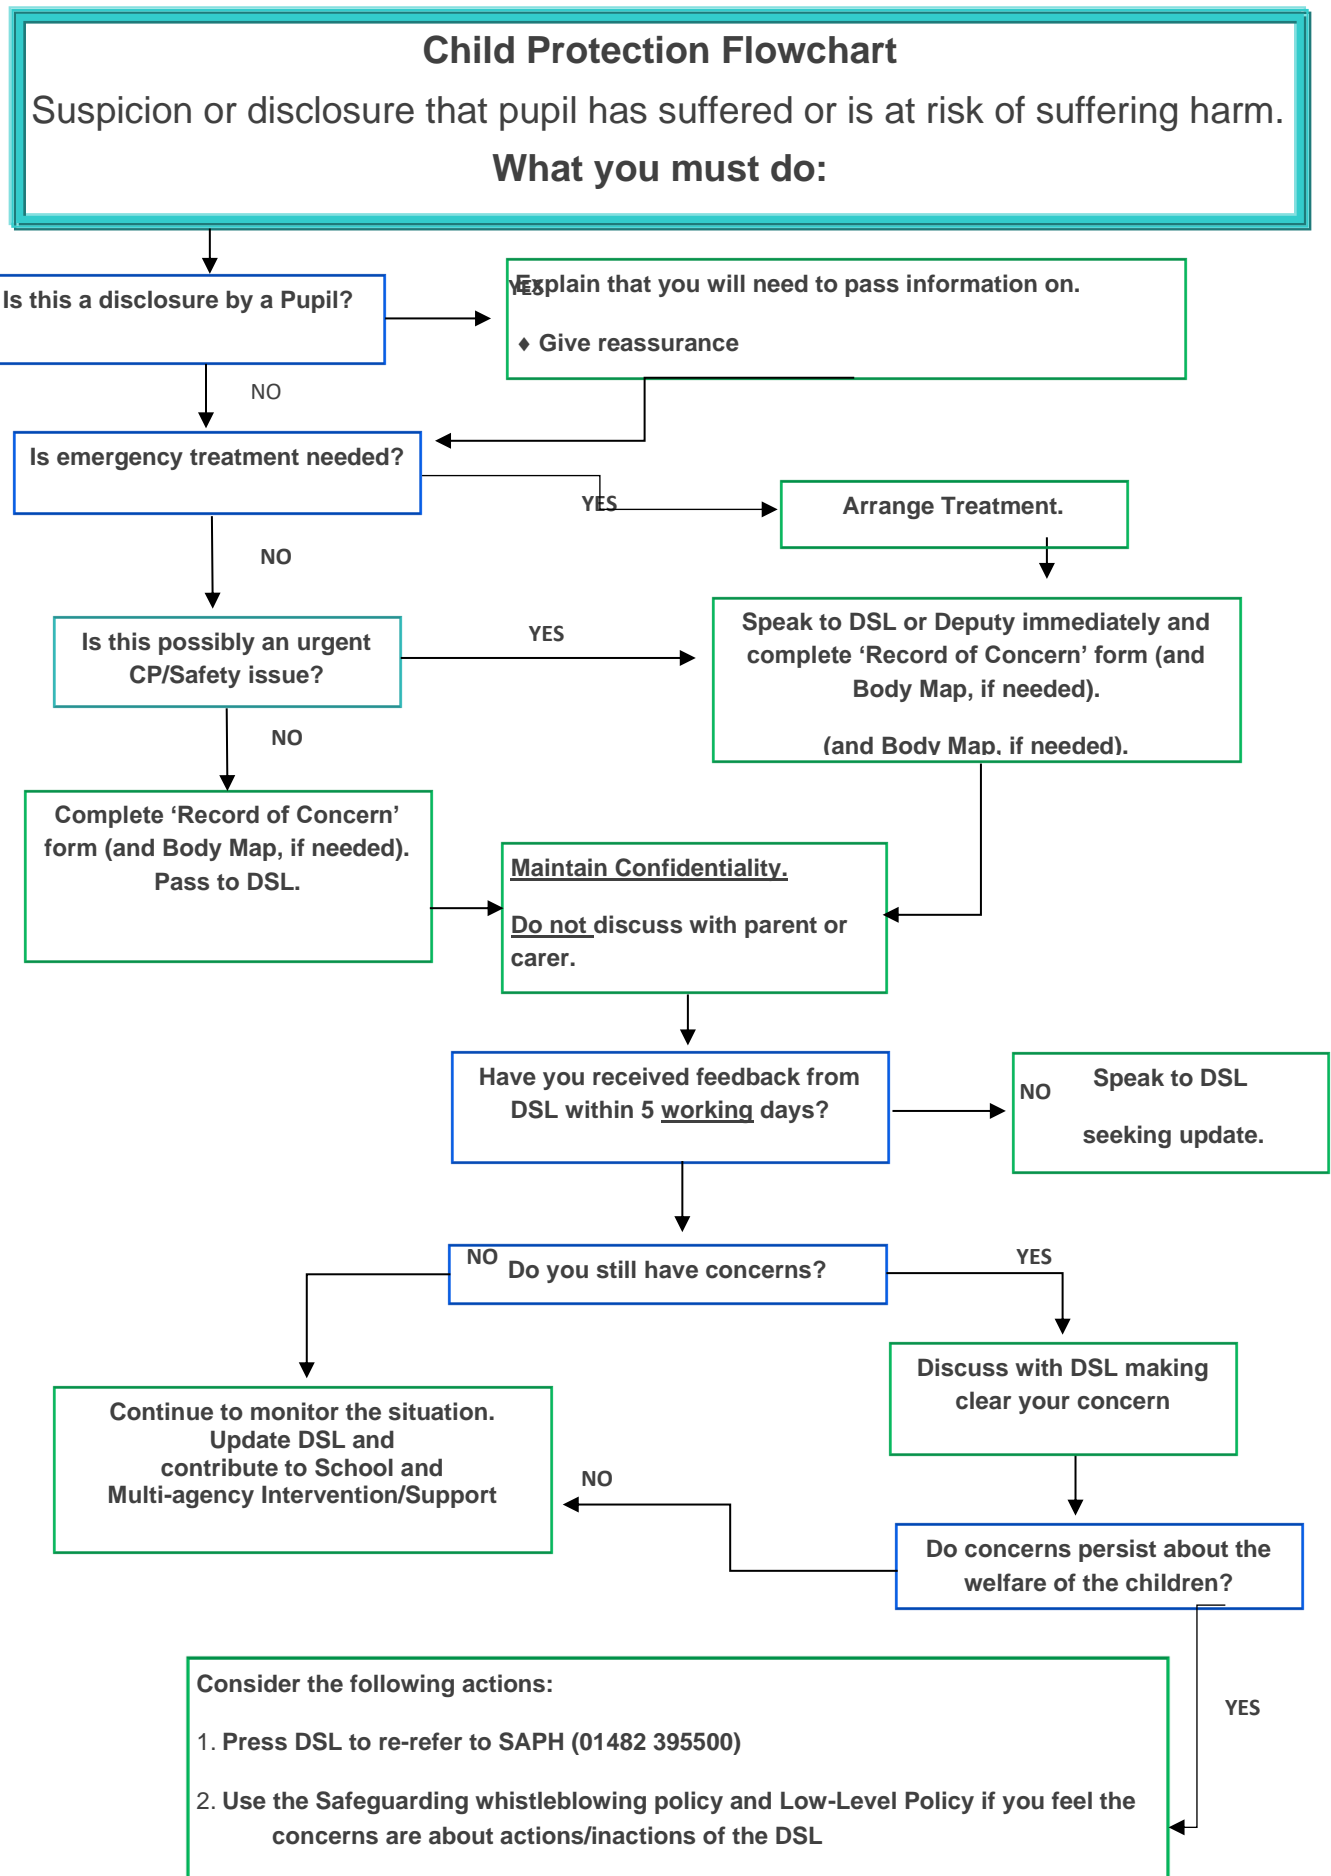 Child Protection Flowchart
Suspicion or disclosure that pupil has suffered or is at risk of suffering harm.
What you must do:
Is this a disclosure by a Pupil?
YES
Explain that you will need to pass information on.
♦ Give reassurance
NO
Is emergency treatment needed?
YES
Arrange Treatment.
NO
Is this possibly an urgent
CP/Safety issue?
YES
Speak to DSL or Deputy immediately and
complete ‘Record of Concern’ form (and
Body Map, if needed).
(and Body Map, if needed).
NO
Complete ‘Record of Concern’
form (and Body Map, if needed).
Pass to DSL.
Maintain Confidentiality.
Do not discuss with parent or
carer.
Have you received feedback from
DSL within 5 working days?
NO
Speak to DSL
seeking update.
NO
Do you still have concerns?
YES
Discuss with DSL making
clear your concern
Continue to monitor the situation.
Update DSL and
contribute to School and
Multi-agency Intervention/Support
NO
Do concerns persist about the
welfare of the children?
YES
Consider the following actions:
1. Press DSL to re-refer to SAPH (01482 395500)
2. Use the Safeguarding whistleblowing policy and Low-Level Policy if you feel the
concerns are about actions/inactions of the DSL